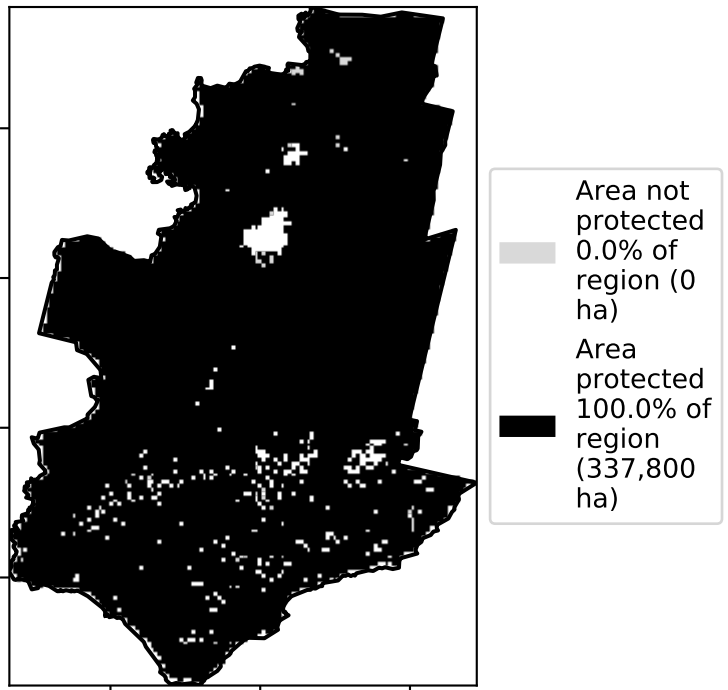 Area not
protected
0.0% of
region (0
ha)
Area
protected
100.0% of
region
(337,800
ha)